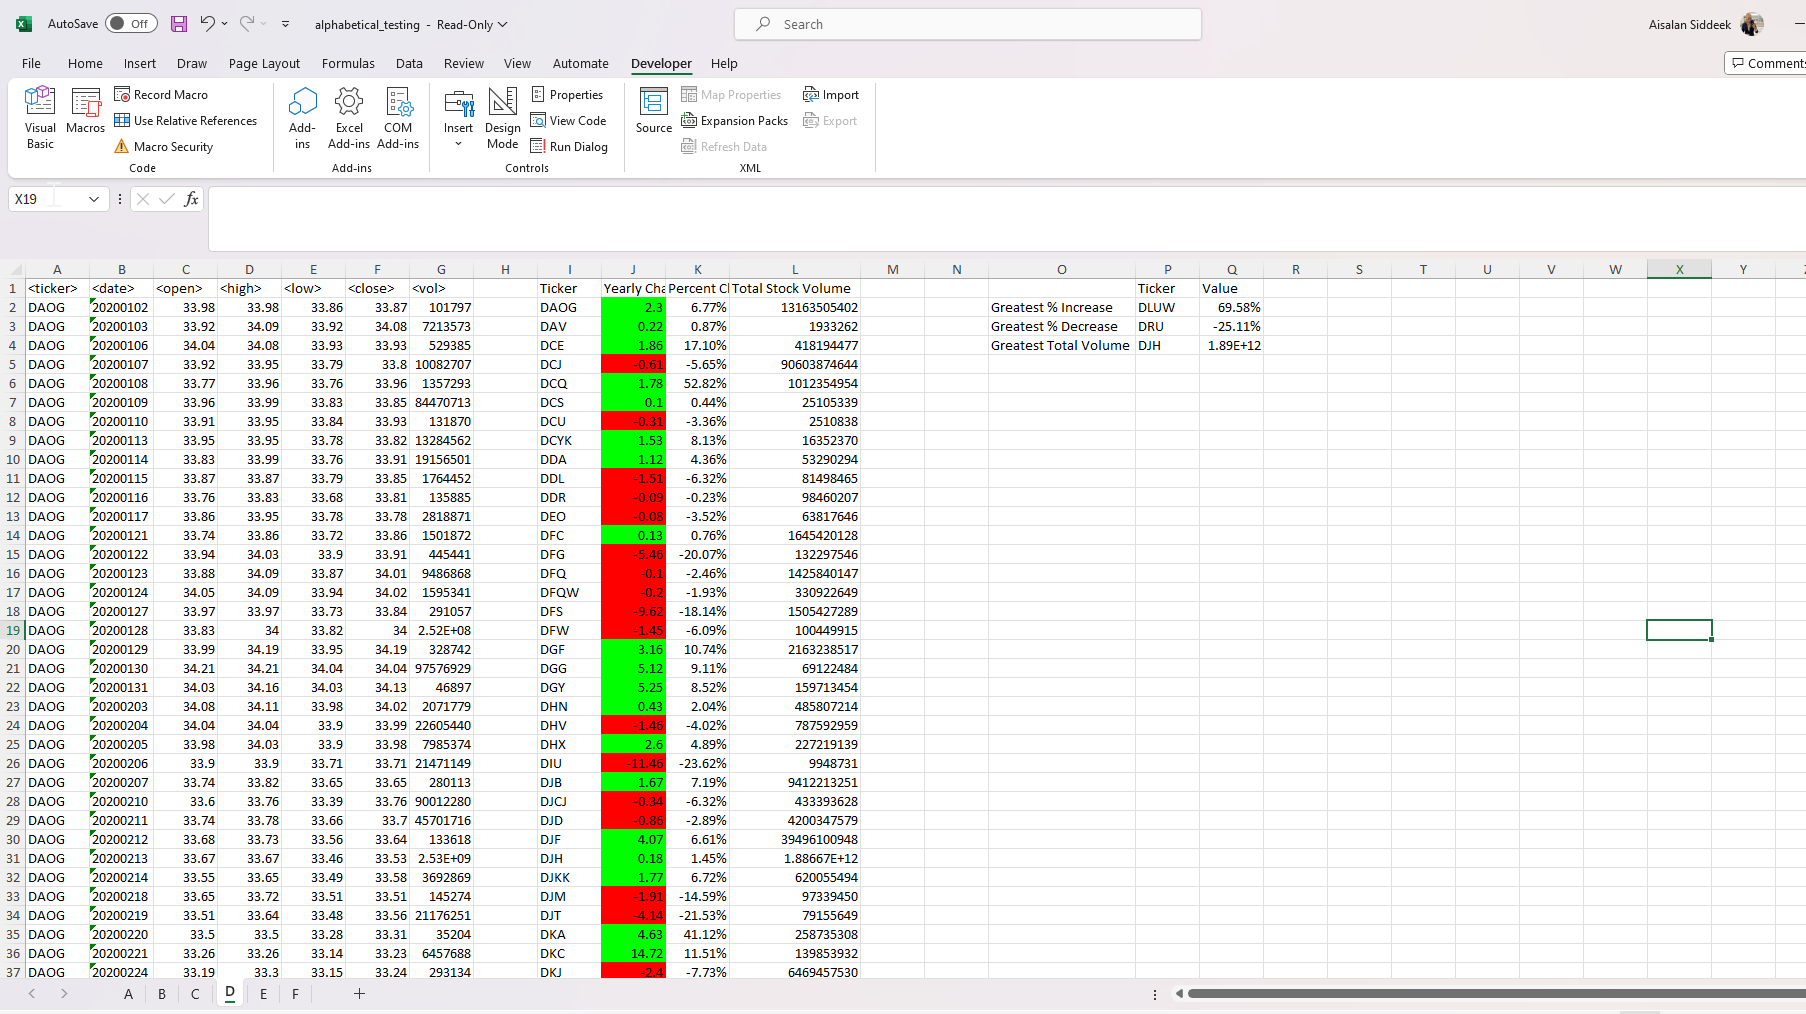 AutoSave Off alphabetical_testing - Read-Only Search Aisalan Siddeek
File Home Insert Draw Page Layout Formulas Data Review View Automate Developer Help Comments
Visual Basic Macros Record Macro Use Relative References Macro Security Code
Add-ins Excel Add-ins COM Add-ins Add-ins
Insert Design Mode Properties View Code Run Dialog Controls
Source Map Properties Expansion Packs Refresh Data Import Export XML
X19 fx
A B C D E F G H I J K L M N O P Q R S T U V W X Y
1 <ticker> <date> <open> <high> <low> <close> <vol> Ticker Yearly Cha Percent Cl Total Stock Volume Ticker Value
2 DAOG 20200102 33.98 33.98 33.86 33.87 101797 DAOG 2.3 6.77% 13163505402 Greatest % Increase DLUW 69.58%
3 DAOG 20200103 33.92 34.09 33.92 34.08 7213573 DAV 0.22 0.87% 1933262 Greatest % Decrease DRU -25.11%
4 DAOG 20200106 34.04 34.08 33.93 33.93 529385 DCE 1.86 17.10% 418194477 Greatest Total Volume DJH 1.89E+12
5 DAOG 20200107 33.92 33.95 33.79 33.8 10082707 DCJ -0.61 -5.65% 90603874644
6 DAOG 20200108 33.77 33.96 33.76 33.96 1357293 DCQ 1.78 52.82% 1012354954
7 DAOG 20200109 33.96 33.99 33.83 33.85 84470713 DCS 0.1 0.44% 25105339
8 DAOG 20200110 33.91 33.95 33.84 33.93 131870 DCU -0.31 -3.36% 2510838
9 DAOG 20200113 33.95 33.95 33.78 33.82 13284562 DCYK 1.53 8.13% 16352370
10 DAOG 20200114 33.83 33.99 33.76 33.91 19156501 DDA 1.12 4.36% 53290294
11 DAOG 20200115 33.87 33.87 33.79 33.85 1764452 DDL -1.51 -6.32% 81498465
12 DAOG 20200116 33.76 33.83 33.68 33.81 135885 DDR -0.09 -0.23% 98460207
13 DAOG 20200117 33.86 33.95 33.78 33.78 2818871 DEO -0.08 -3.52% 63817646
14 DAOG 20200121 33.74 33.86 33.72 33.86 1501872 DFC 0.13 0.76% 1645420128
15 DAOG 20200122 33.94 34.03 33.9 33.91 445441 DFG -5.46 -20.07% 132297546
16 DAOG 20200123 33.88 34.09 33.87 34.01 9486868 DFQ -0.1 -2.46% 1425840147
17 DAOG 20200124 34.05 34.09 33.94 34.02 1595341 DFQW -0.2 -1.93% 330922649
18 DAOG 20200127 33.97 33.97 33.73 33.84 291057 DFS -9.62 -18.14% 1505427289
19 DAOG 20200128 33.83 34 33.82 34 2.52E+08 DFW -1.45 -6.09% 100449915
20 DAOG 20200129 33.99 34.19 33.95 34.19 328742 DGF 3.16 10.74% 2163238517
21 DAOG 20200130 34.21 34.21 34.04 34.04 97576929 DGG 5.12 9.11% 69122484
22 DAOG 20200131 34.03 34.16 34.03 34.13 46897 DGY 5.25 8.52% 159713454
23 DAOG 20200203 34.08 34.11 33.98 34.02 2071779 DHN 0.43 2.04% 485807214
24 DAOG 20200204 34.04 34.04 33.9 33.99 22605440 DHV -1.46 -4.02% 787592959
25 DAOG 20200205 33.98 34.03 33.9 33.98 7985374 DHX 2.6 4.89% 227219139
26 DAOG 20200206 33.9 33.9 33.71 33.71 21471149 DIU -11.46 -23.62% 9948731
27 DAOG 20200207 33.74 33.82 33.65 33.65 280113 DJB 1.67 7.19% 9412213251
28 DAOG 20200210 33.6 33.76 33.39 33.76 90012280 DJCJ -0.34 -6.32% 433393628
29 DAOG 20200211 33.74 33.78 33.66 33.7 45701716 DJD -0.86 -2.89% 4200347579
30 DAOG 20200212 33.68 33.73 33.56 33.64 133618 DJF 4.07 6.61% 39496100948
31 DAOG 20200213 33.67 33.67 33.46 33.53 2.53E+09 DJH 0.18 1.45% 1.88667E+12
32 DAOG 20200214 33.55 33.65 33.49 33.58 3692869 DJKK 1.77 6.72% 620055494
33 DAOG 20200218 33.65 33.72 33.51 33.51 145274 DJM -1.91 -14.59% 97339450
34 DAOG 20200219 33.51 33.64 33.48 33.56 21176251 DJT -4.14 -21.53% 79155649
35 DAOG 20200220 33.5 33.5 33.28 33.31 35204 DKA 4.63 41.12% 258735308
36 DAOG 20200221 33.26 33.26 33.14 33.23 6457688 DKC 14.72 11.51% 139853932
37 DAOG 20200224 33.19 33.3 33.15 33.24 293134 DKJ -2.4 -7.73% 6469457530
A B C D E F